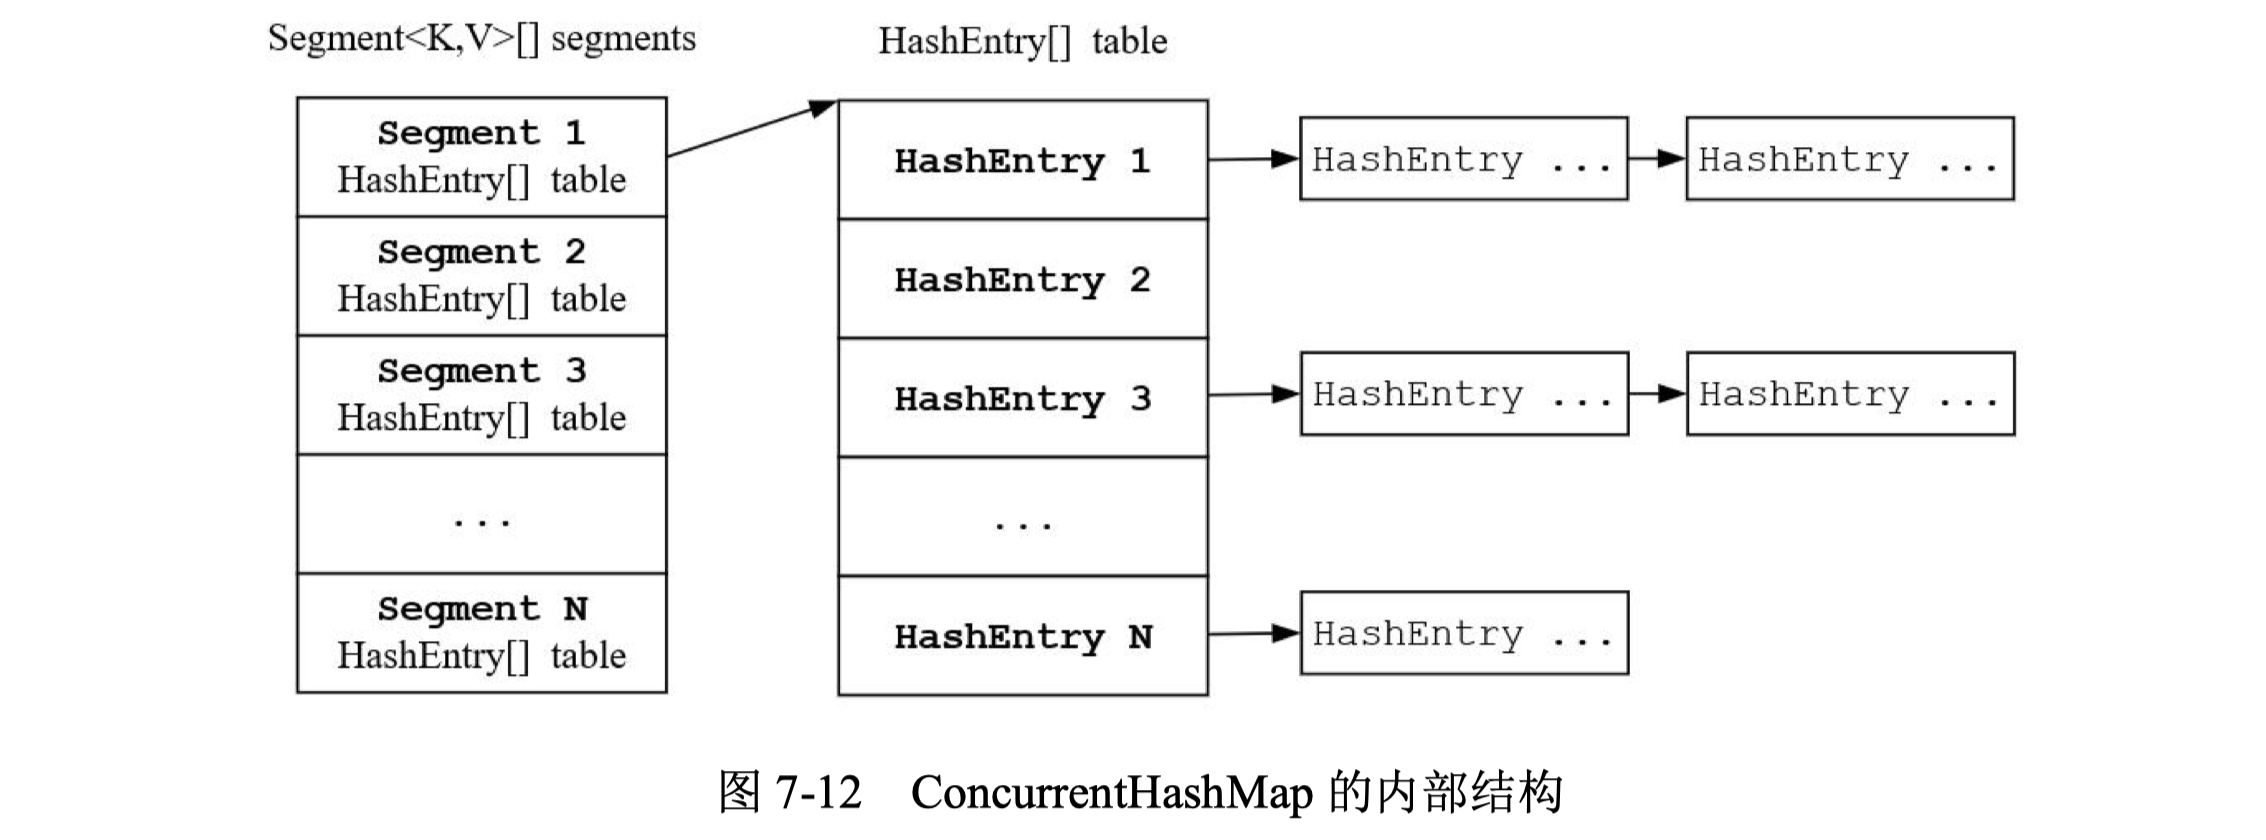 Segment<K,V>[] segments
Segment 1
HashEntry[] table
Segment 2
HashEntry[] table
Segment 3
HashEntry[] table
...
Segment N
HashEntry[] table
HashEntry[] table
HashEntry 1
HashEntry 2
HashEntry 3
...
HashEntry N
HashEntry ...
HashEntry ...
HashEntry ...
HashEntry ...
HashEntry ...
图 7-12 ConcurrentHashMap 的内部结构